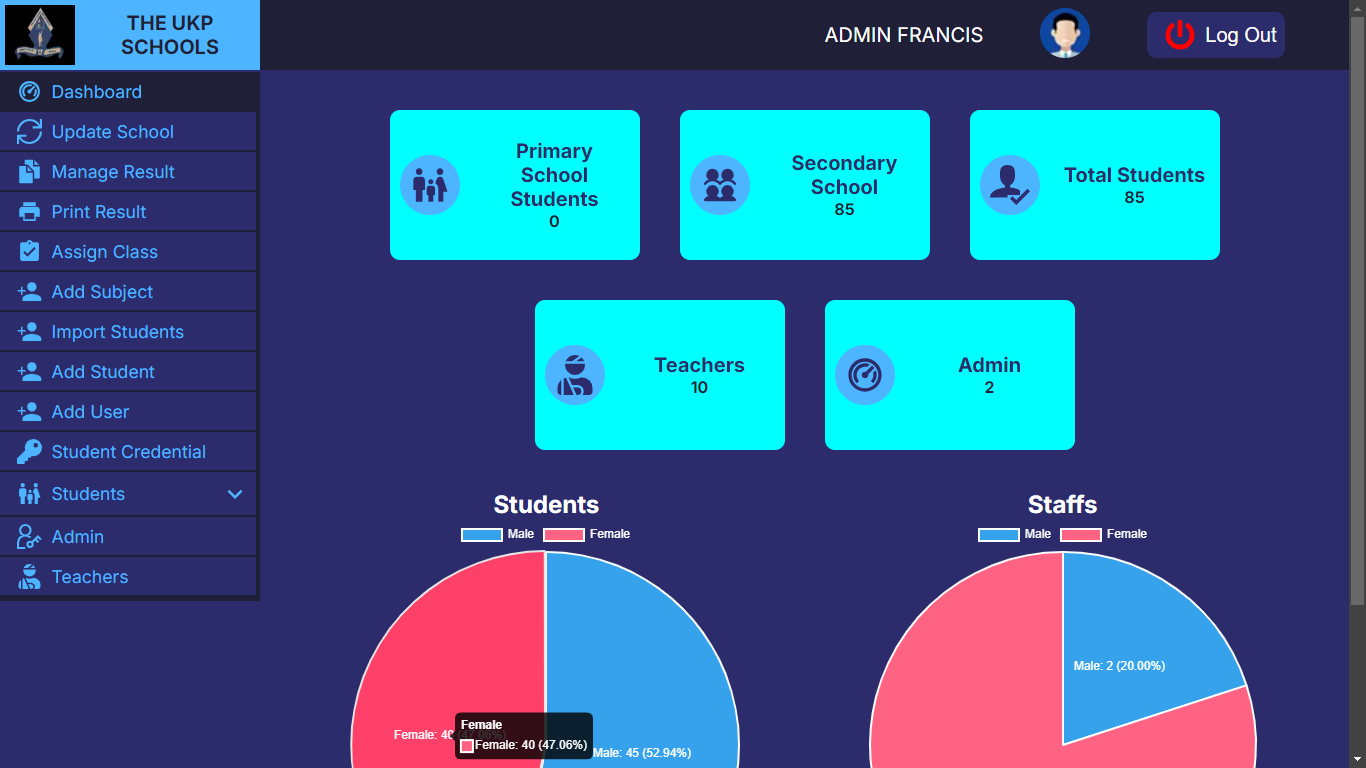 THE UKP
SCHOOLS
ADMIN FRANCIS
Log Out
Dashboard
Update School
Manage Result
Print Result
Assign Class
Add Subject
Import Students
Add Student
Add User
Student Credential
Students
Admin
Teachers
Primary
School
Students
0
Secondary
School
85
Total Students
85
Teachers
10
Admin
2
Students
Male Female
Female: 40 (47.06%)
Female
Female: 40 (47.06%)
Male: 45 (52.94%)
Staffs
Male Female
Male: 2 (20.00%)